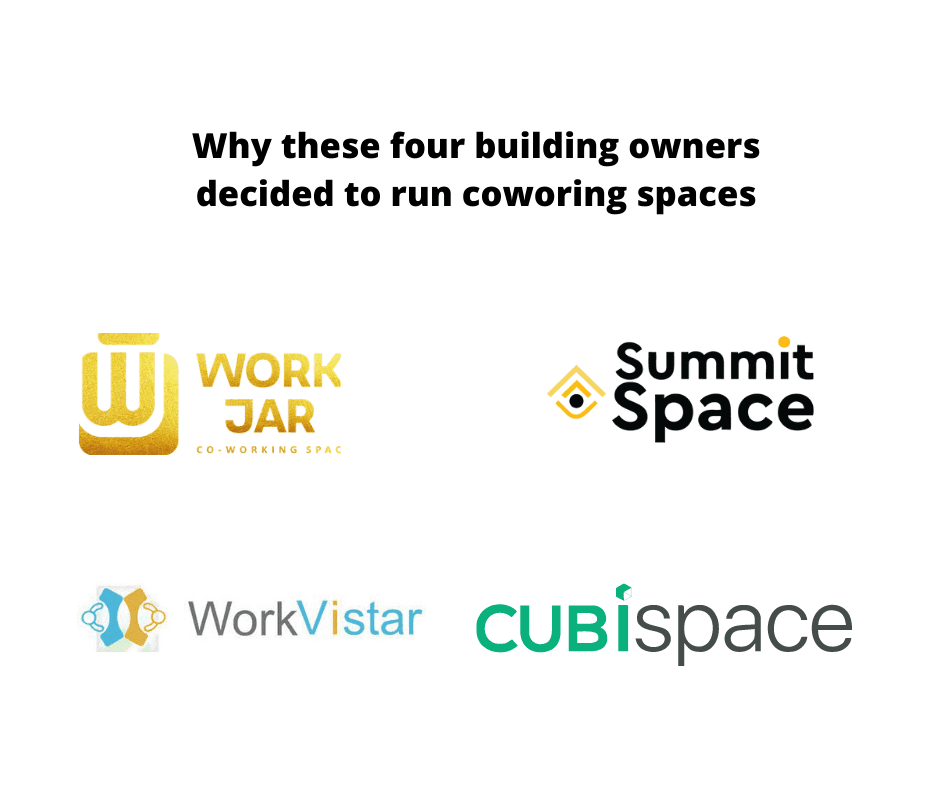 Why these four building owners
decided to run coworing spaces
WORK
JAR
CO-WORKING SPAC
Summit
Space
WorkVistar
CUBispace